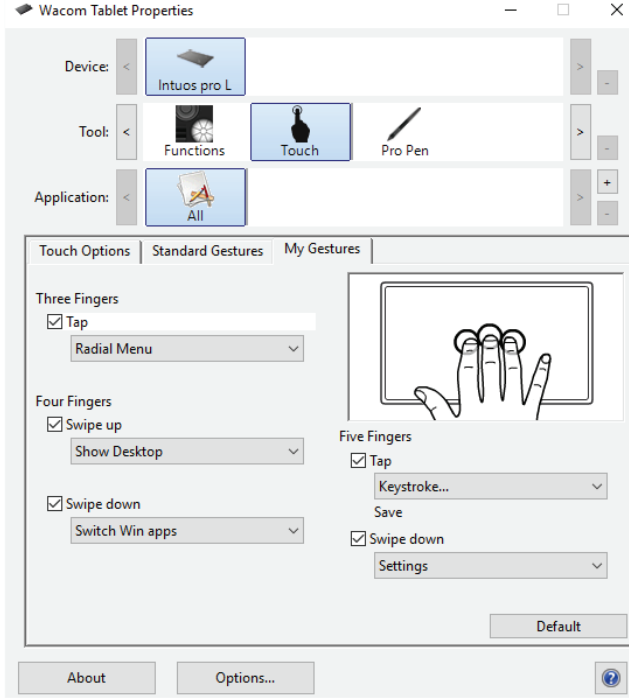 Wacom Tablet Properties
Device:
<
Intuos pro L
>
-
Tool:
<
Functions
Touch
Pro Pen
>
-
Application:
<
All
>
+
-
Touch Options
Standard Gestures
My Gestures
Three Fingers
Tap
Radial Menu
Four Fingers
Swipe up
Show Desktop
Swipe down
Switch Win apps
Five Fingers
Tap
Keystroke...
Save
Swipe down
Settings
Default
About
Options...
?